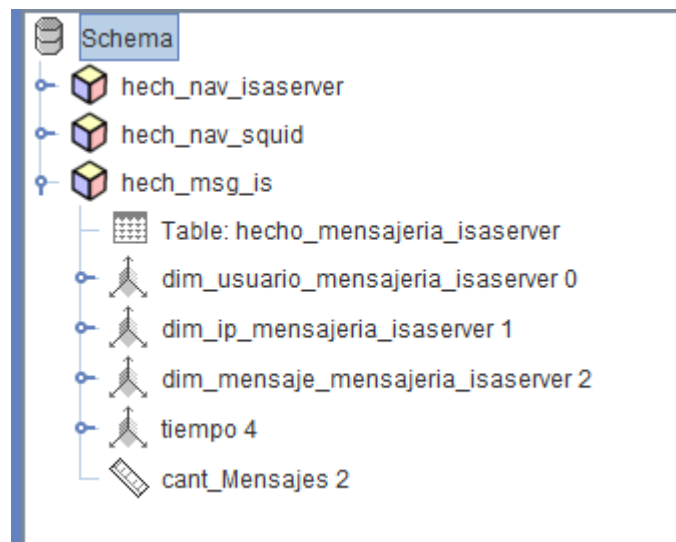 Schema
hech_nav_isaserver
hech_nav_squid
hech_msg_is
Table: hecho_mensajeria_isaserver
dim_usuario_mensajeria_isaserver 0
dim_ip_mensajeria_isaserver 1
dim_mensaje_mensajeria_isaserver 2
tiempo 4
cant_Mensajes 2